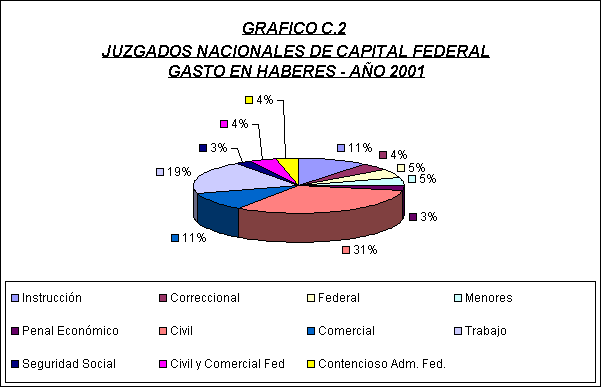 GRAFICO C.2
JUZGADOS NACIONALES DE CAPITAL FEDERAL
GASTO EN HABERES - AÑO 2001
4%
4%
3%
11%
4%
5%
5%
19%
3%
11%
31%
Instrucción Correccional Federal Menores
Penal Económico Civil Comercial Trabajo
Seguridad Social Civil y Comercial Fed Contencioso Adm. Fed.